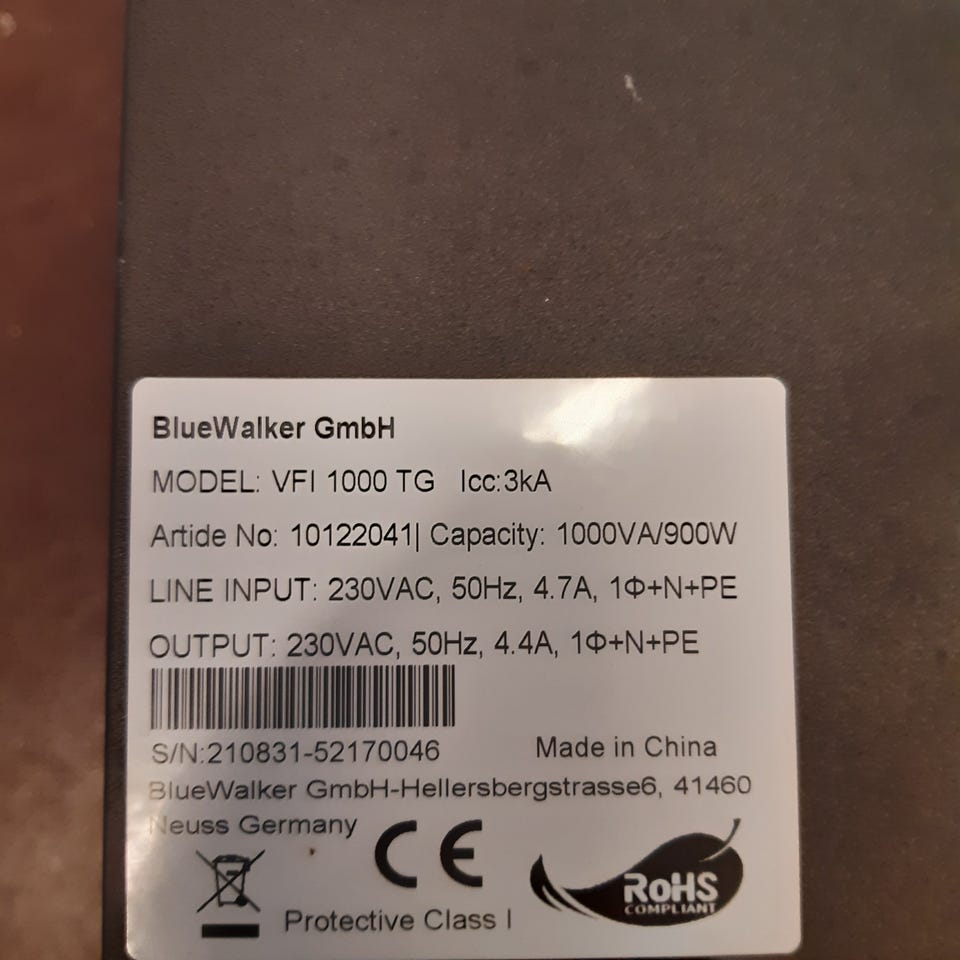 BlueWalker GmbH
MODEL: VFI 1000 TG Icc:3kA
Artide No: 10122041| Capacity: 1000VA/900W
LINE INPUT: 230VAC, 50Hz, 4.7A, 1Φ+N+PE
OUTPUT: 230VAC, 50Hz, 4.4A, 1Φ+N+PE
S/N:210831-52170046 Made in China
BlueWalker GmbH-Hellersbergstrasse6, 41460
Neuss Germany
CE
RoHS
COMPLIANT
Protective Class I